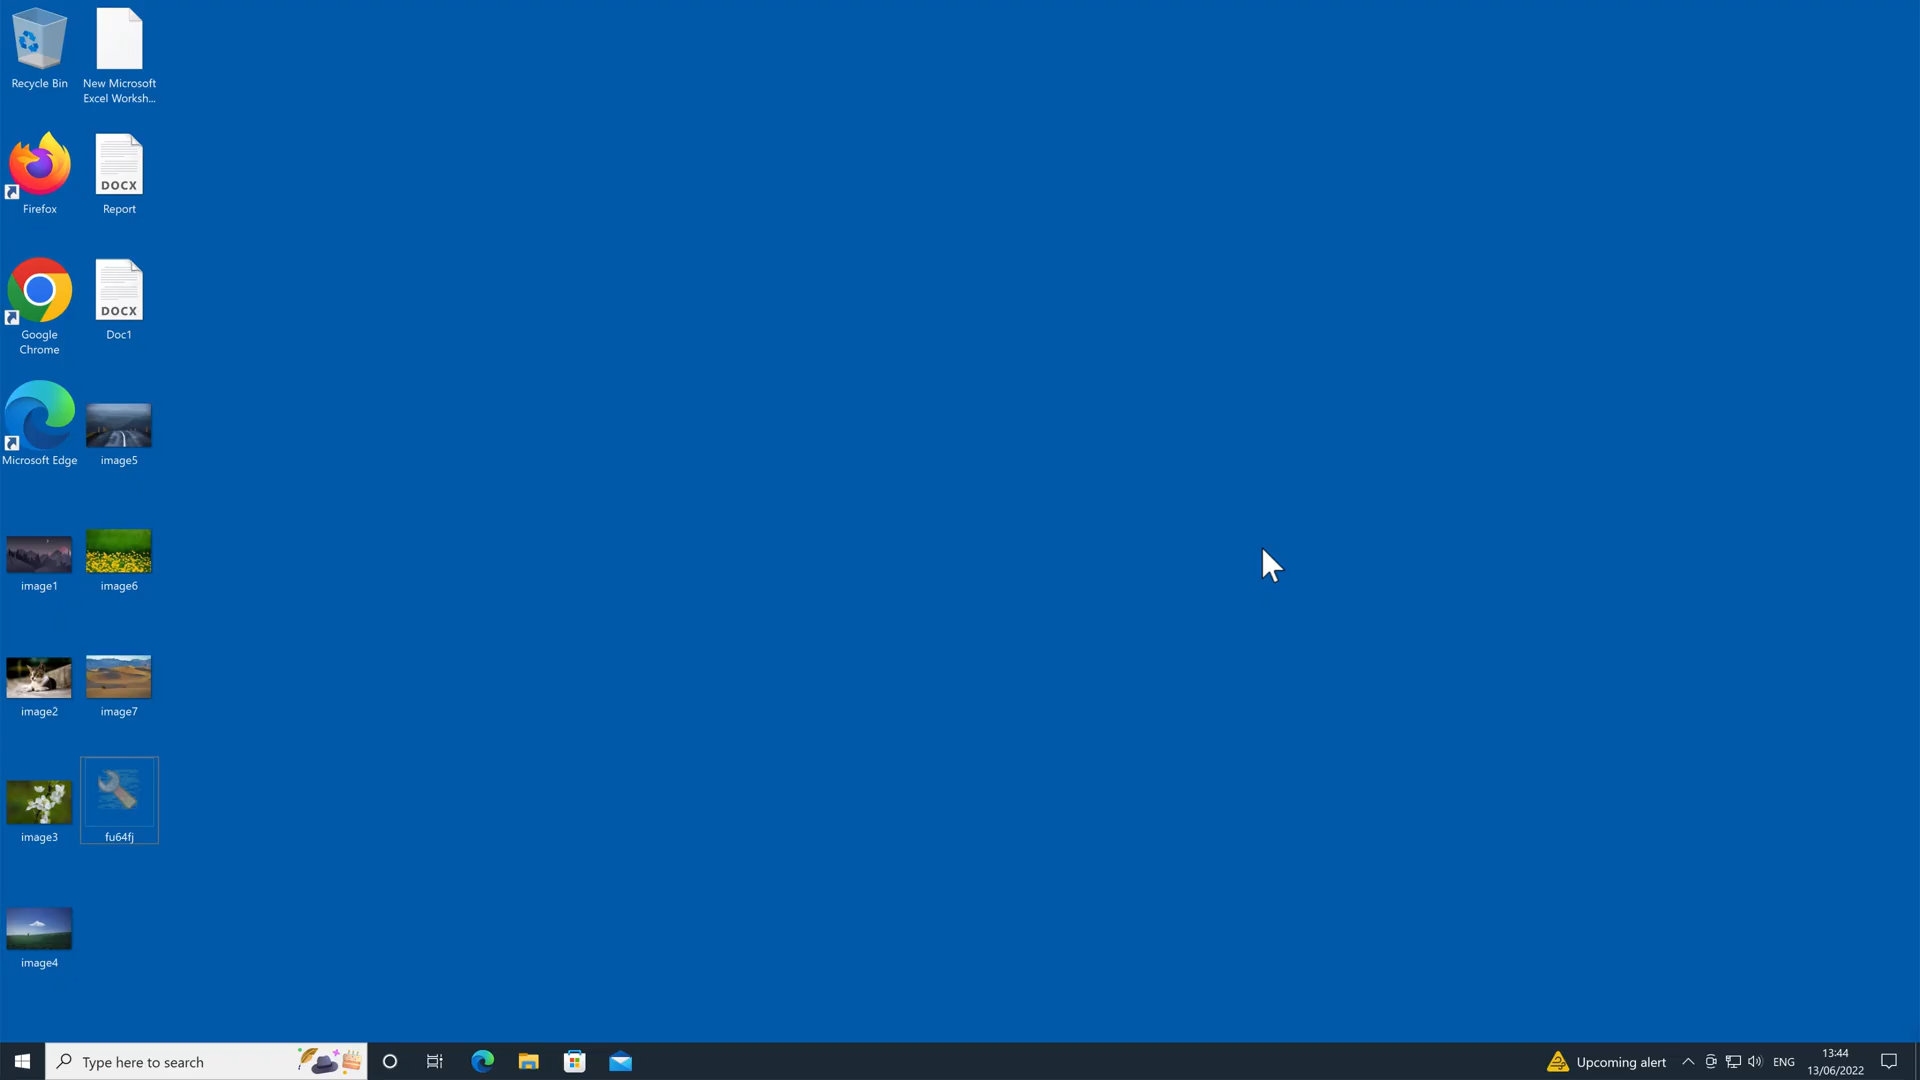 Recycle Bin
New Microsoft
Excel Worksh...
Firefox
DOCX
Report
Google
Chrome
DOCX
Doc1
Microsoft Edge
image5
image1
image6
image2
image7
image3
fu64fj
image4
Type here to search
Upcoming alert
ENG
13:44
13/06/2022